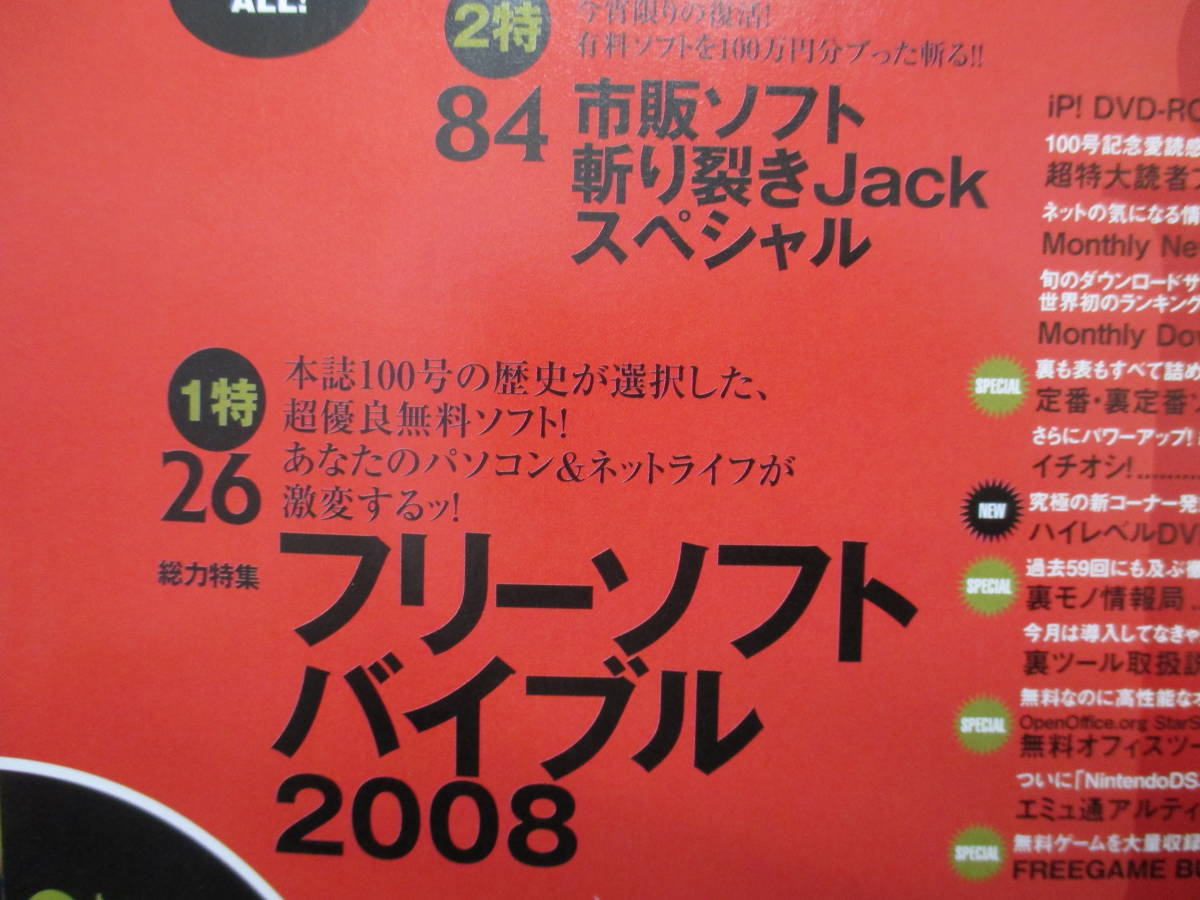 ALL!
2特
今宵限りの復活!
有料ソフトを100万円分ブった斬る!!
84
市販ソフト
斬り裂きJack
スペシャル
1特
26
本誌100号の歴史が選択した、
超優良無料ソフト!
あなたのパソコン&ネットライフが
激変するッ!
総力特集
フリーソフト
バイブル
2008
iP! DVD-RO
100号記念愛読感
超特大読者プ
ネットの気になる情
Monthly Ne
旬のダウンロードサ
世界初のランキング
Monthly Dow
SPECIAL
裏も表もすべて詰め
定番・裏定番
さらにパワーアップ!
イチオシ!..........
NEW
究極の新コーナー発
ハイレベルDV
SPECIAL
過去59回にも及ぶ
裏モノ情報局
今月は導入してなきゃ
裏ツール取扱説
SPECIAL
無料なのに高性能な
OpenOffice.org StarS
無料オフィスツー
ついに「NintendoDS
エミュ通アルティ
SPECIAL
無料ゲームを大量収録
FREEGAME BU